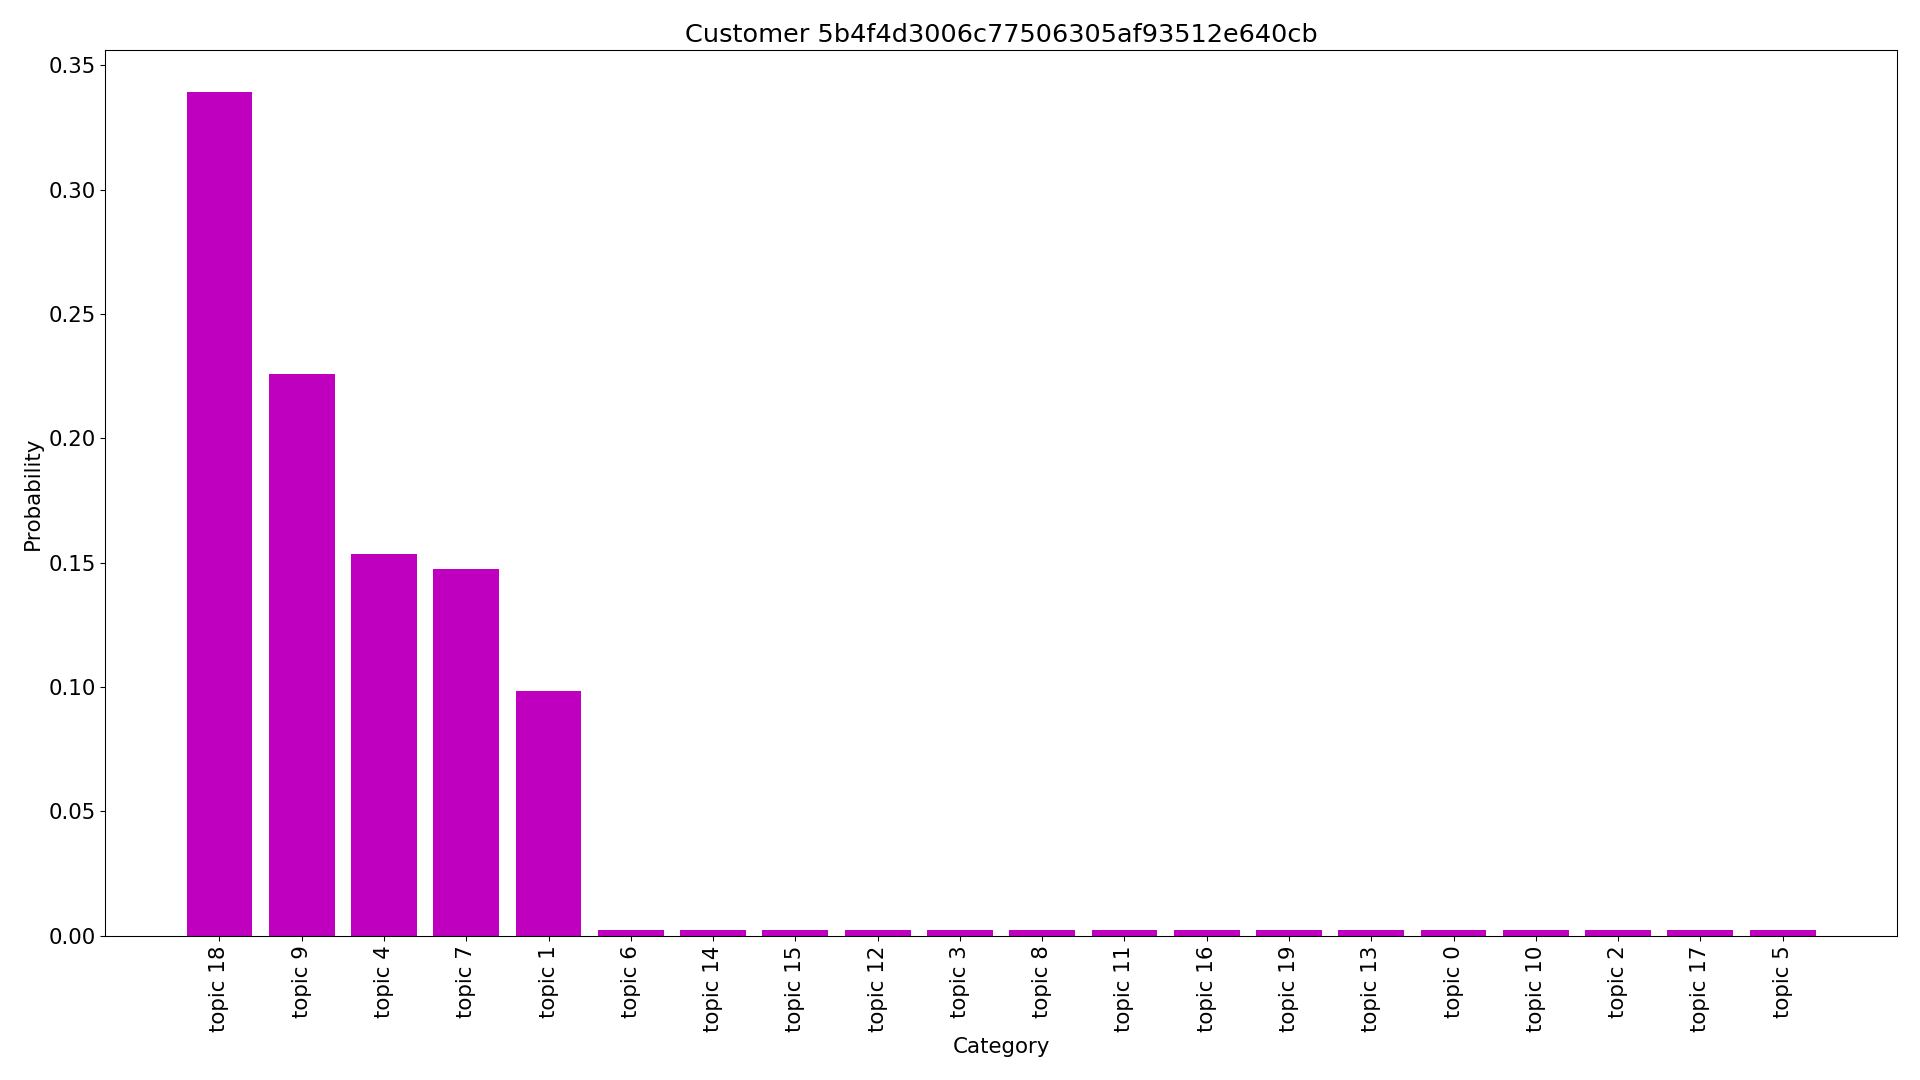 Customer 5b4f4d3006c77506305af93512e640cb
0.35
0.30
0.25
0.20
0.15
0.10
0.05
0.00
Probability
topic 18
topic 9
topic 4
topic 7
topic 1
topic 6
topic 14
topic 15
topic 12
topic 3
topic 8
topic 11
topic 16
topic 19
topic 13
topic 0
topic 10
topic 2
topic 17
topic 5
Category